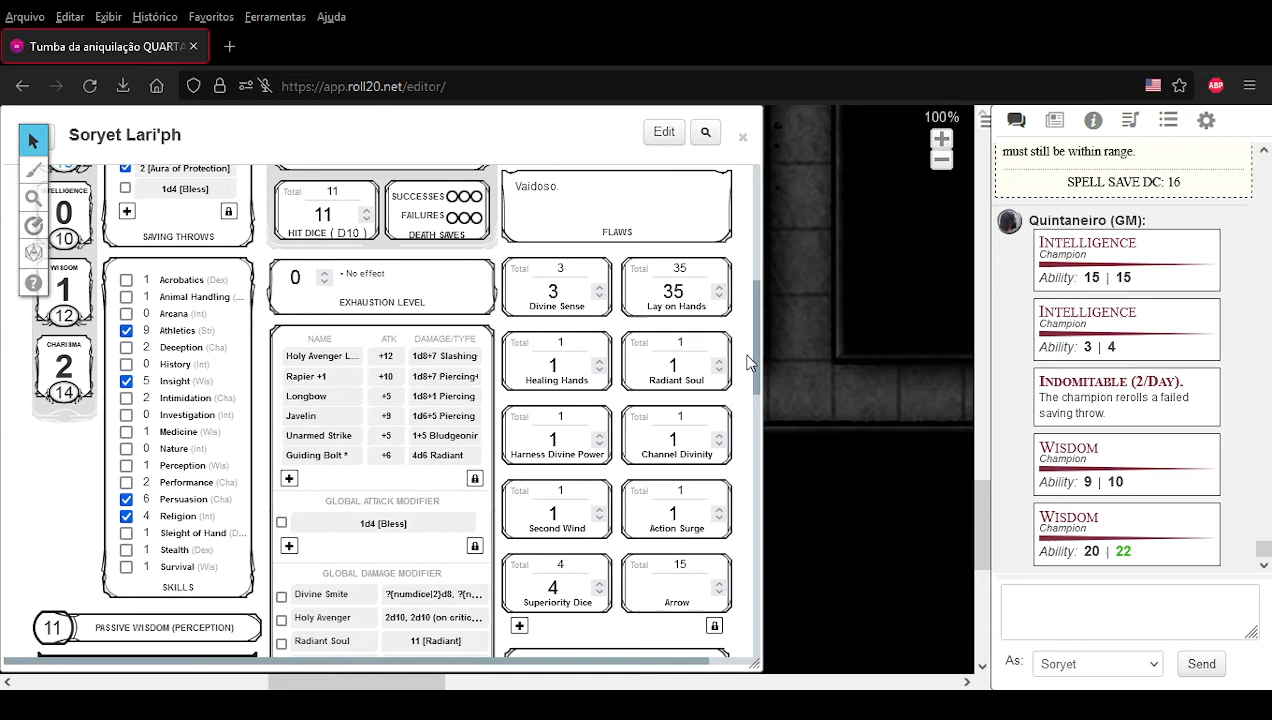 Arquivo Editar Exibir Histórico Favoritos Ferramentas Ajuda
Tumba da aniquilação QUARTA
https://app.roll20.net/editor/
ABP
Soryet Lari'ph
Edit
2 [Aura of Protection]
1d4 [Bless]
SAVING THROWS
INTELLIGENCE
0
10
WISDOM
1
12
CHARISMA
2
14
1 Acrobatics (Dex)
1 Animal Handling (...
0 Arcana (Int)
9 Athletics (Str)
2 Deception (Cha)
0 History (Int)
5 Insight (Wis)
2 Intimidation (Cha)
0 Investigation (Int)
1 Medicine (Wis)
0 Nature (Int)
1 Perception (Wis)
2 Performance (Cha)
6 Persuasion (Cha)
4 Religion (Int)
1 Sleight of Hand (D...
1 Stealth (Dex)
1 Survival (Wis)
SKILLS
11 PASSIVE WISDOM (PERCEPTION)
Total 11
11
HIT DICE ( D10 )
SUCCESSES
FAILURES
DEATH SAVES
0 • No effect
EXHAUSTION LEVEL
NAME ATK DAMAGE/TYPE
Holy Avenger L... +12 1d8+7 Slashing
Rapier +1 +10 1d8+7 Piercing+
Longbow +5 1d8+1 Piercing
Javelin +9 1d6+5 Piercing
Unarmed Strike +5 1+5 Bludgeonir
Guiding Bolt * +6 4d6 Radiant
GLOBAL ATTACK MODIFIER
1d4 [Bless]
GLOBAL DAMAGE MODIFIER
Divine Smite ?{numdice|2}d8, ?{n...
Holy Avenger 2d10, 2d10 (on critic,...
Radiant Soul 11 [Radiant]
Vaidoso.
FLAWS
Total 3
3
Divine Sense
Total 35
35
Lay on Hands
Total 1
1
Healing Hands
Total 1
1
Radiant Soul
Total 1
1
Harness Divine Power
Total 1
1
Channel Divinity
Total 1
1
Second Wind
Total 1
1
Action Surge
Total 4
4
Superiority Dice
Total 15
Arrow
100%
must still be within range.
SPELL SAVE DC: 16
Quintaneiro (GM):
INTELLIGENCE
Champion
Ability: 15 | 15
INTELLIGENCE
Champion
Ability: 3 | 4
INDOMITABLE (2/DAY).
The champion rerolls a failed
saving throw.
WISDOM
Champion
Ability: 9 | 10
WISDOM
Champion
Ability: 20 | 22
As: Soryet
Send